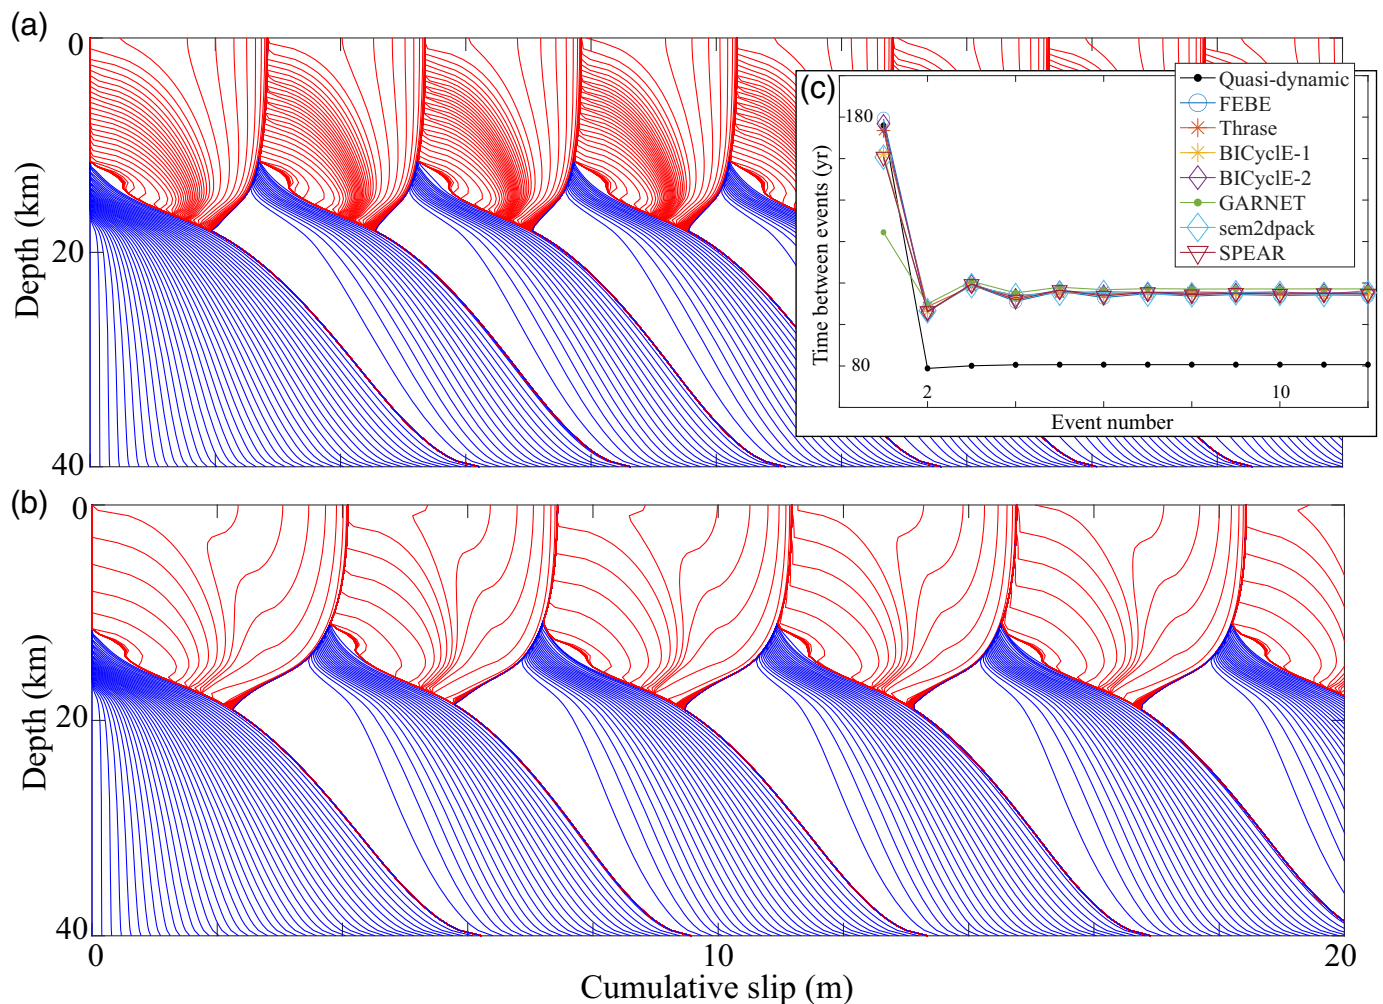 (a)
0
20
40
Depth (km)
(c)
180
80
Time between events (yr)
2
10
Event number
Quasi-dynamic
FEBE
Thrase
BICyclE-1
BICyclE-2
GARNET
sem2dpack
SPEAR
(b)
0
20
40
Depth (km)
0
10
20
Cumulative slip (m)